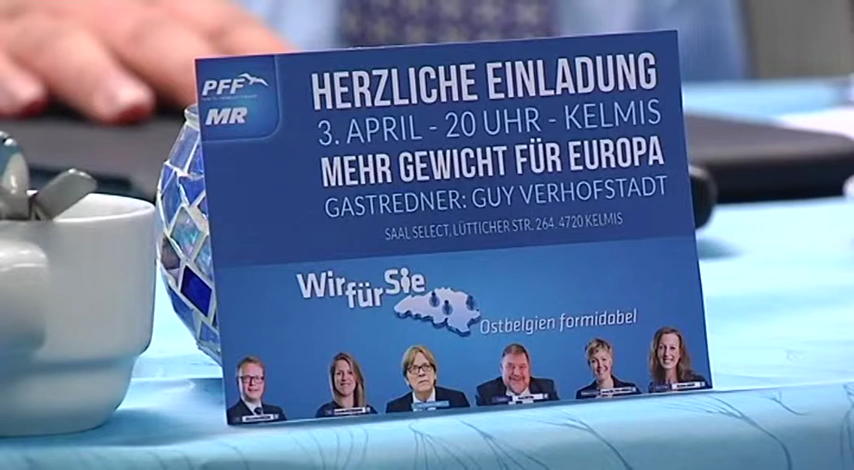 PFF
MR
HERZLICHE EINLADUNG
3. APRIL - 20 UHR - KELMIS
MEHR GEWICHT FÜR EUROPA
GASTREDNER: GUY VERHOFSTADT
SAAL SELECT, LÜTTICHER STR. 264, 4720 KELMIS
Wir für Sie
Ostbelgien formidabel